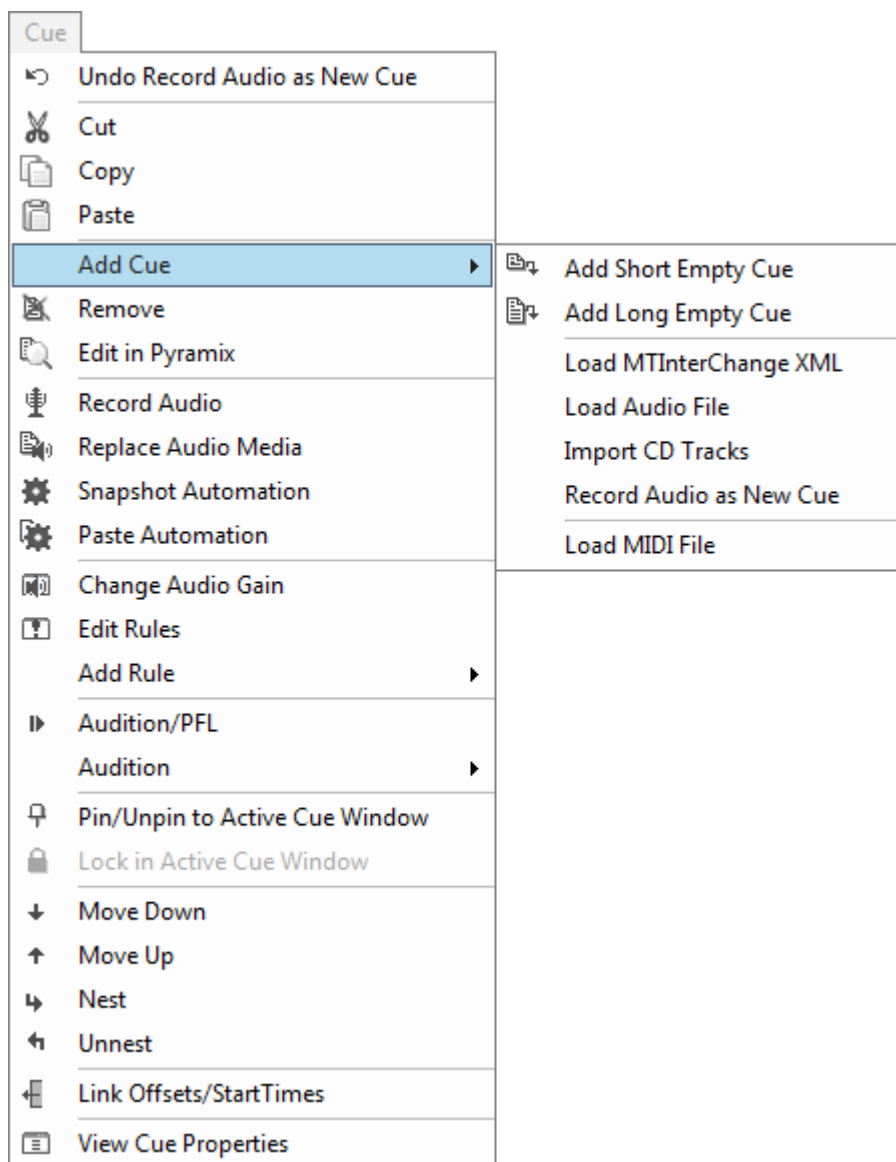 Cue
Undo Record Audio as New Cue
Cut
Copy
Paste
Add Cue
Remove
Edit in Pyramix
Record Audio
Replace Audio Media
Snapshot Automation
Paste Automation
Change Audio Gain
Edit Rules
Add Rule
Audition/PFL
Audition
Pin/Unpin to Active Cue Window
Lock in Active Cue Window
Move Down
Move Up
Nest
Unnest
Link Offsets/StartTimes
View Cue Properties
Add Short Empty Cue
Add Long Empty Cue
Load MTInterChange XML
Load Audio File
Import CD Tracks
Record Audio as New Cue
Load MIDI File